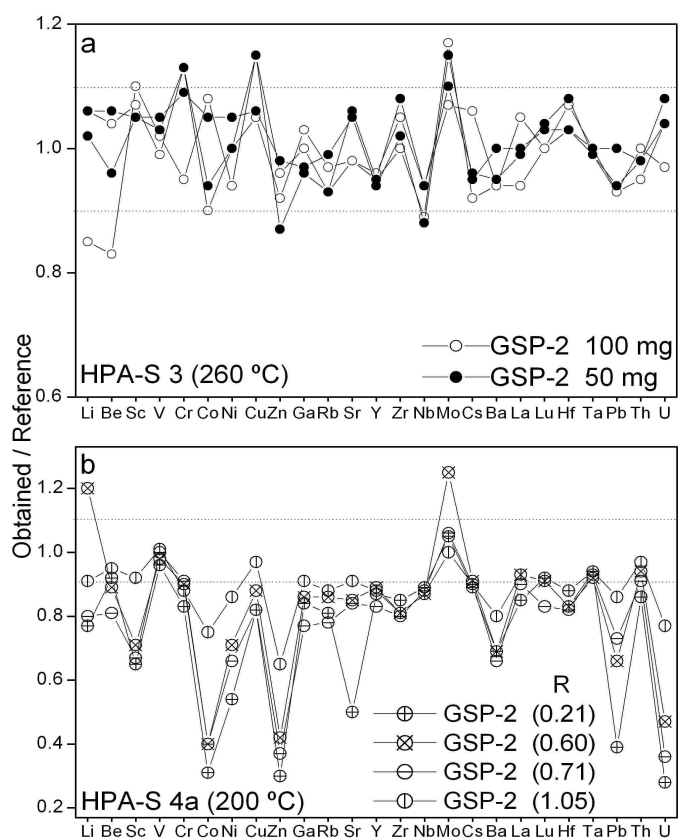 Obtained / Reference
a
1.2
1.0
0.8
0.6
GSP-2 100 mg
GSP-2 50 mg
HPA-S 3 (260 ºC)
Li Be Sc V Cr Co Ni Cu Zn Ga Rb Sr Y Zr Nb Mo Cs Ba La Lu Hf Ta Pb Th U
b
1.2
1.0
0.8
0.6
0.4
0.2
R
GSP-2 (0.21)
GSP-2 (0.60)
GSP-2 (0.71)
GSP-2 (1.05)
HPA-S 4a (200 ºC)
Li Be Sc V Cr Co Ni Cu Zn Ga Rb Sr Y Zr Nb Mo Cs Ba La Lu Hf Ta Pb Th U